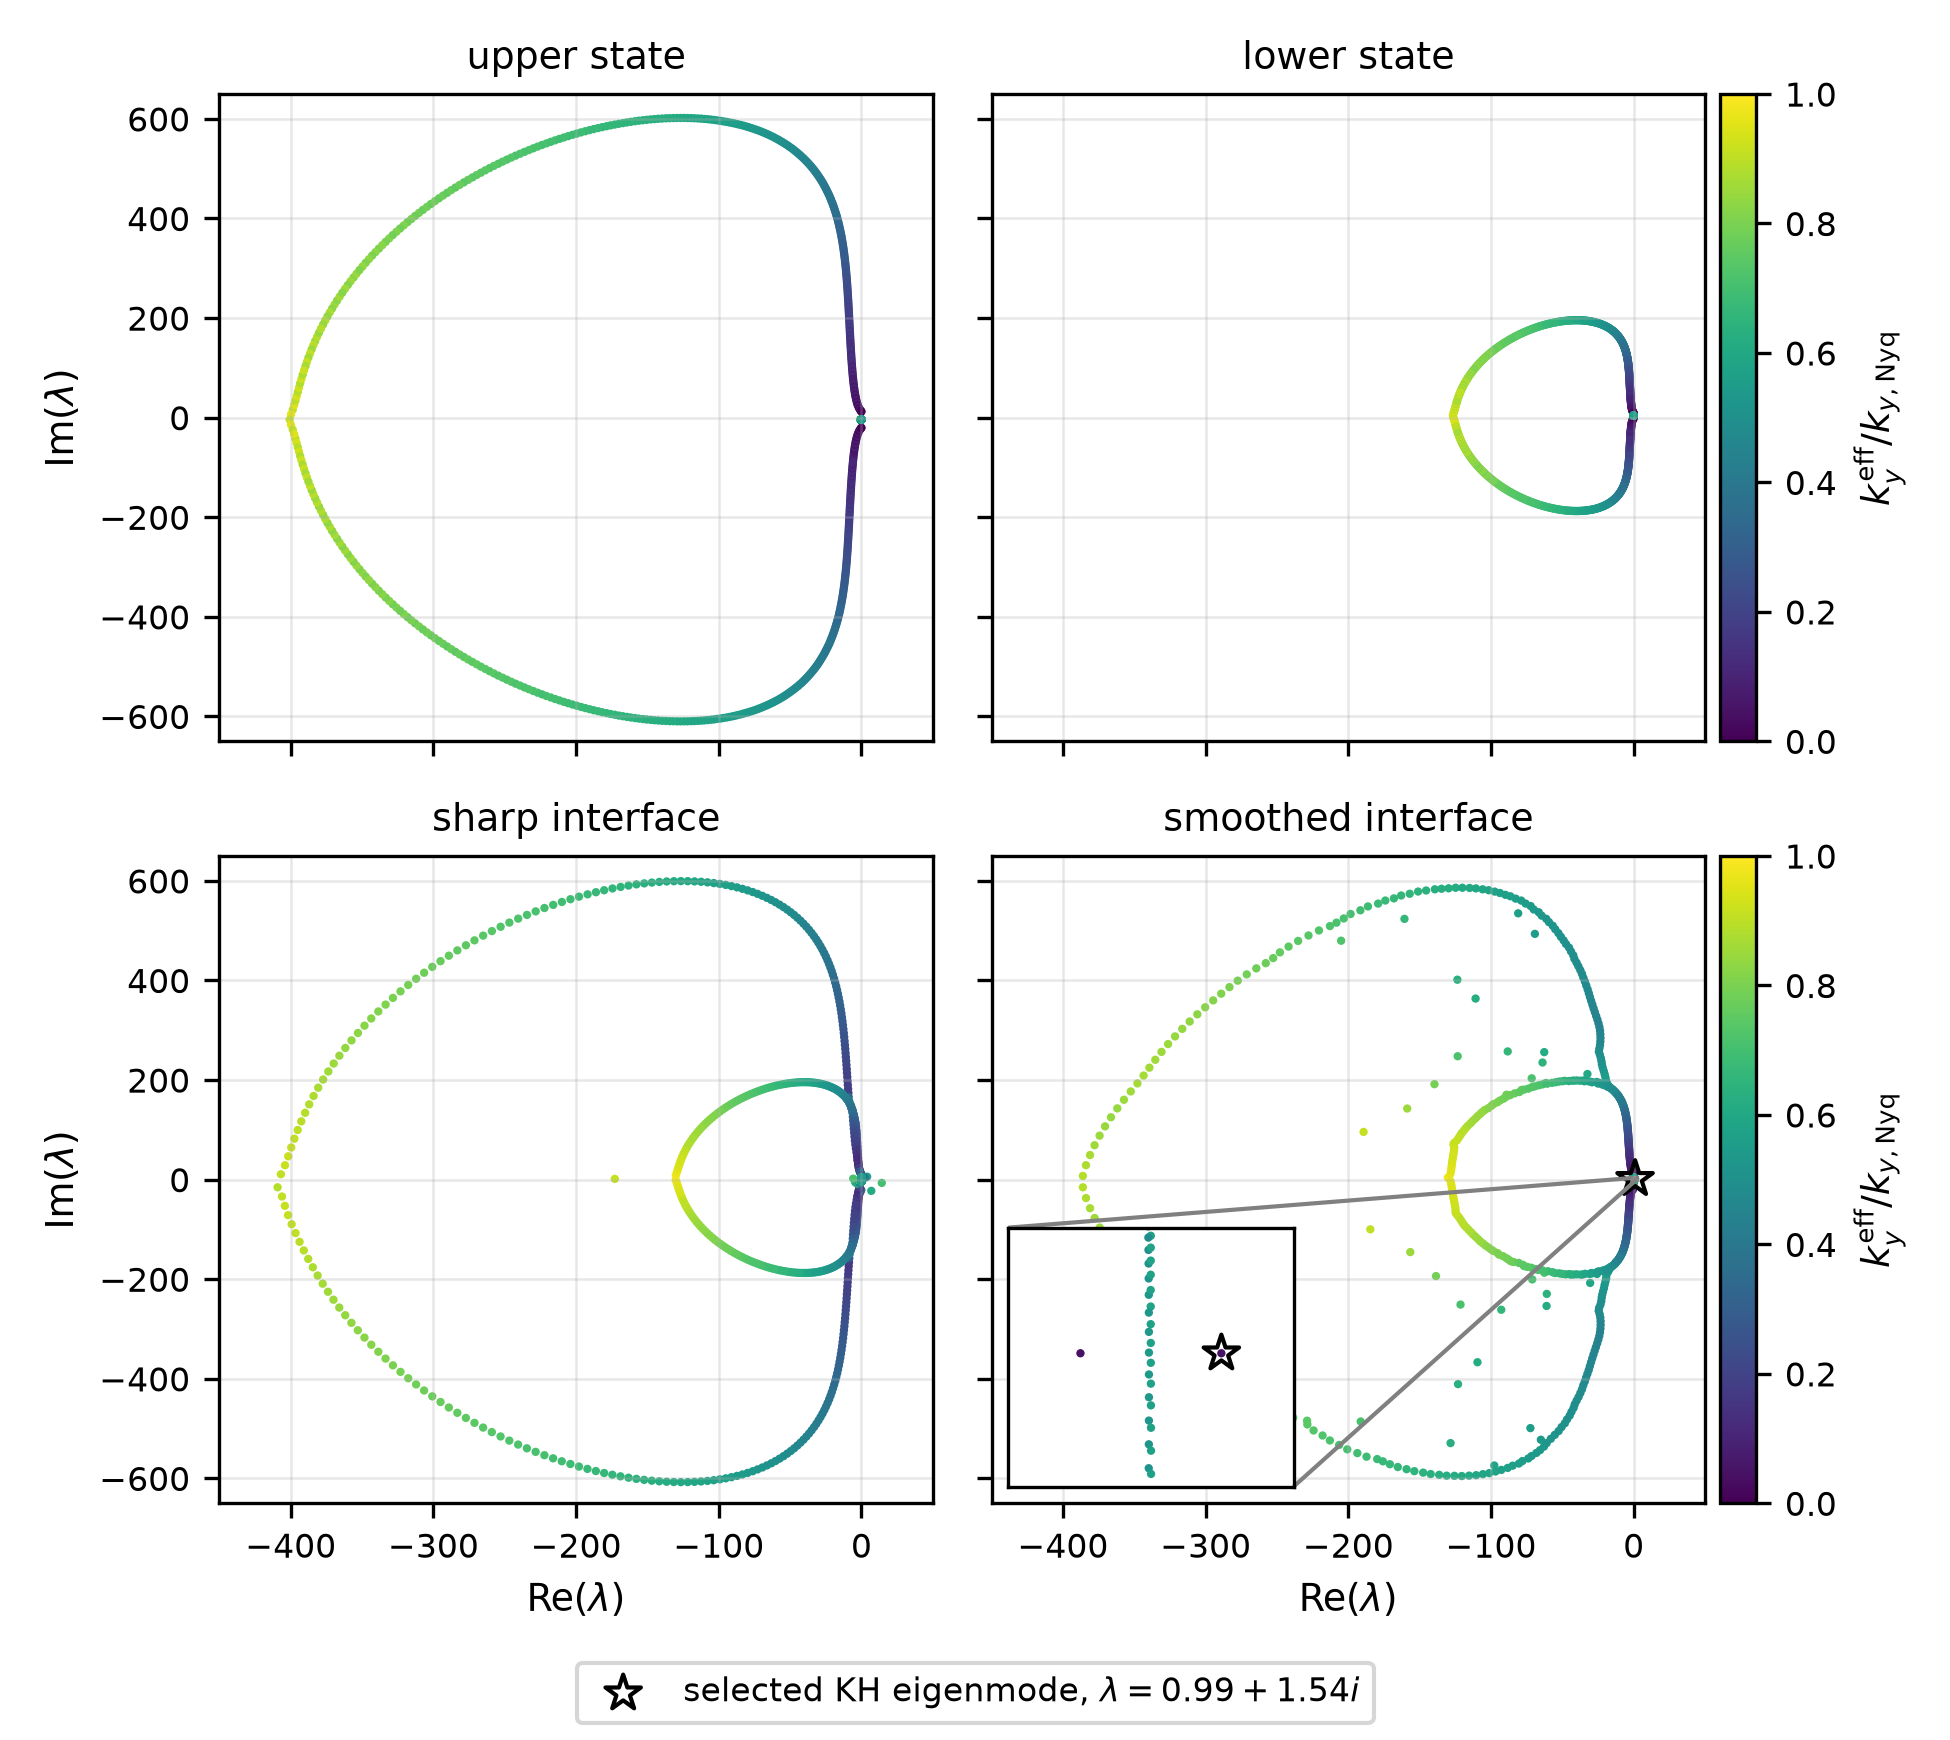 upper state
lower state
600
400
200
0
−200
−400
−600
Im(λ)
1.0
0.8
0.6
0.4
0.2
0.0
k_y^eff/k_y,Nyq
sharp interface
smoothed interface
600
400
200
0
−200
−400
−600
Im(λ)
1.0
0.8
0.6
0.4
0.2
0.0
k_y^eff/k_y,Nyq
−400 −300 −200 −100 0
−400 −300 −200 −100 0
Re(λ)
Re(λ)
selected KH eigenmode, λ = 0.99 + 1.54i